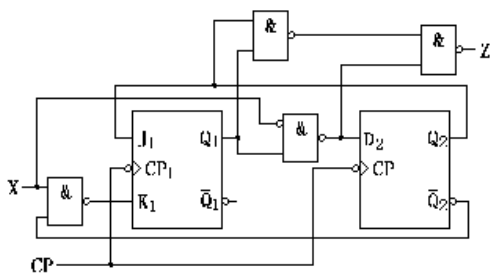 &
&
Z
&
J₁
Q₁
D₂
Q₂
CP₁
CP
X
&
K₁
Q̅₁
Q̅₂
CP